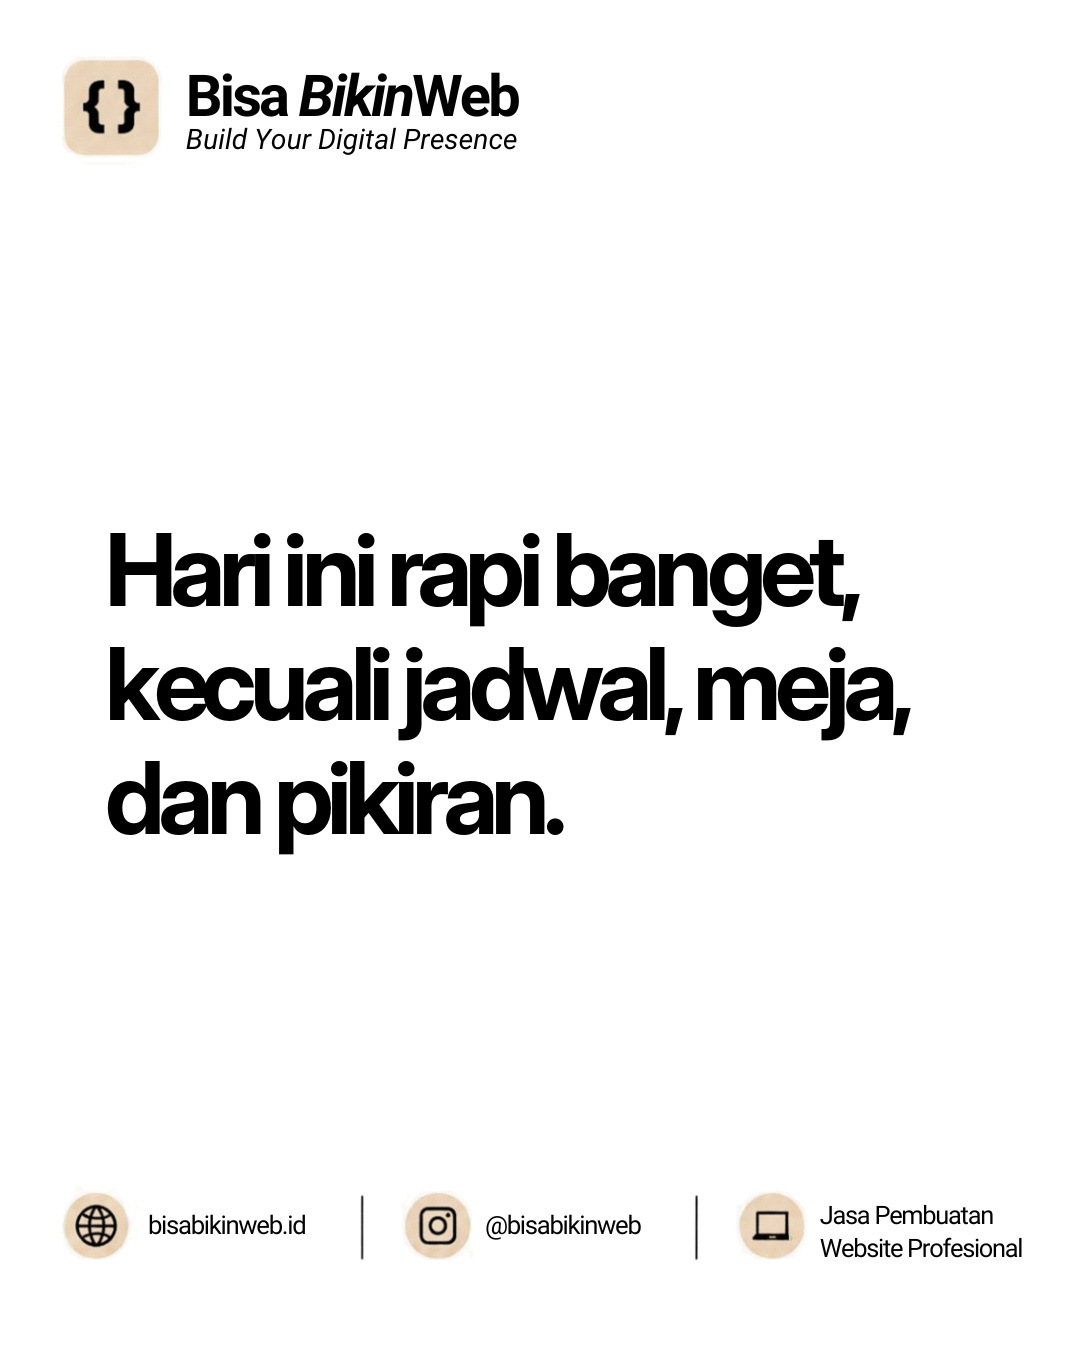 { }
Bisa BikinWeb
Build Your Digital Presence
Hari ini rapi banget,
kecuali jadwal, meja,
dan pikiran.
bisabikinweb.id
@bisabikinweb
Jasa Pembuatan
Website Profesional